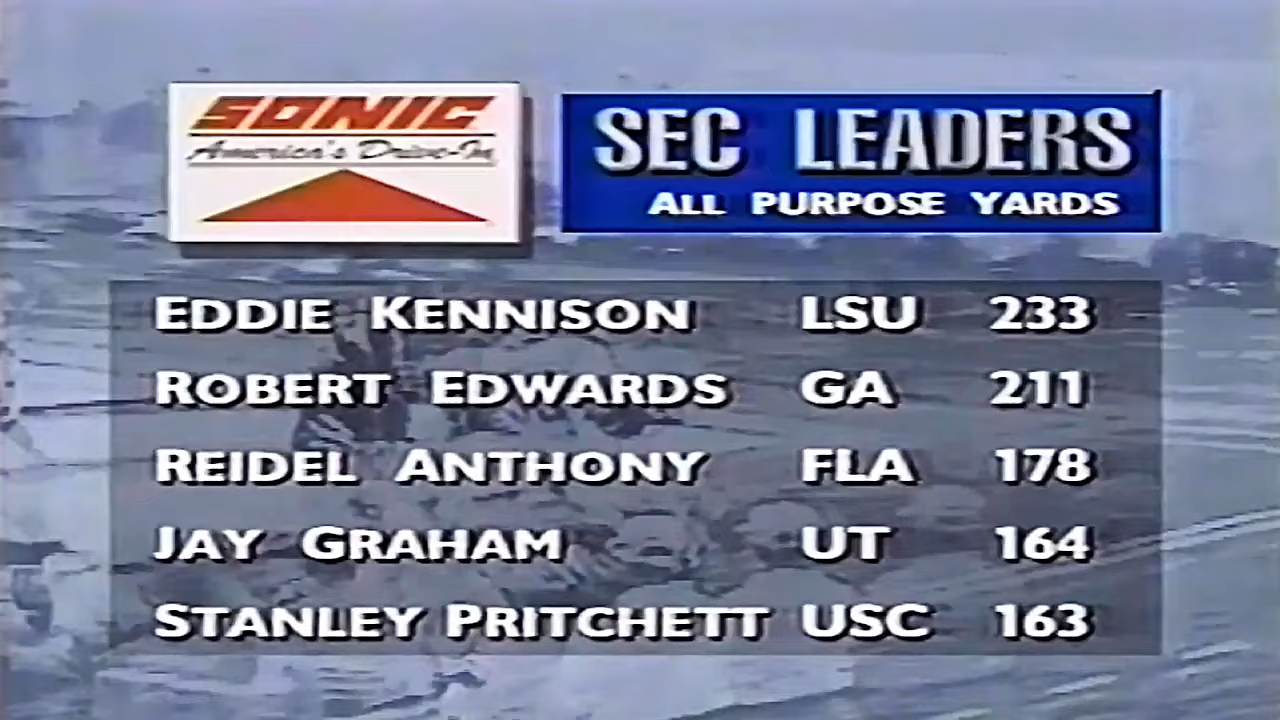 SONIC
America's Drive-In
SEC LEADERS
ALL PURPOSE YARDS
EDDIE KENNISON LSU 233
ROBERT EDWARDS GA 211
REIDEL ANTHONY FLA 178
JAY GRAHAM UT 164
STANLEY PRITCHETT USC 163